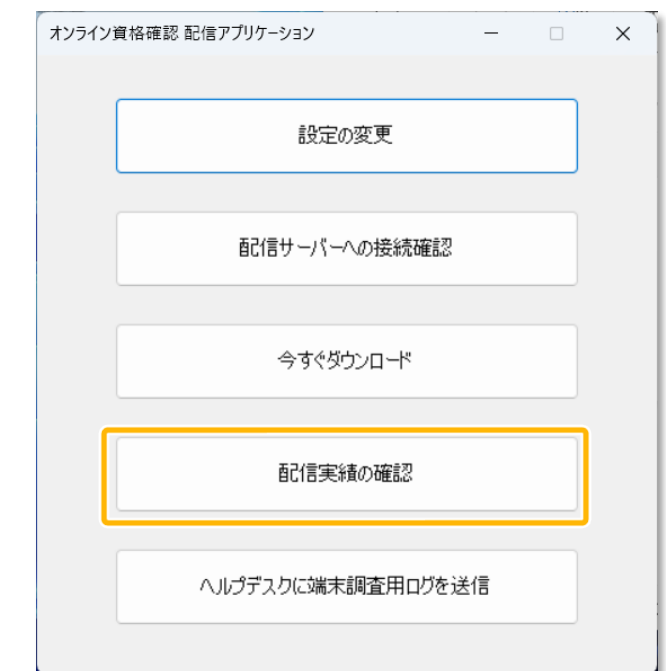 オンライン資格確認 配信アプリケーション
設定の変更
配信サーバーへの接続確認
今すぐダウンロード
配信実績の確認
ヘルプデスクに端末調査用ログを送信